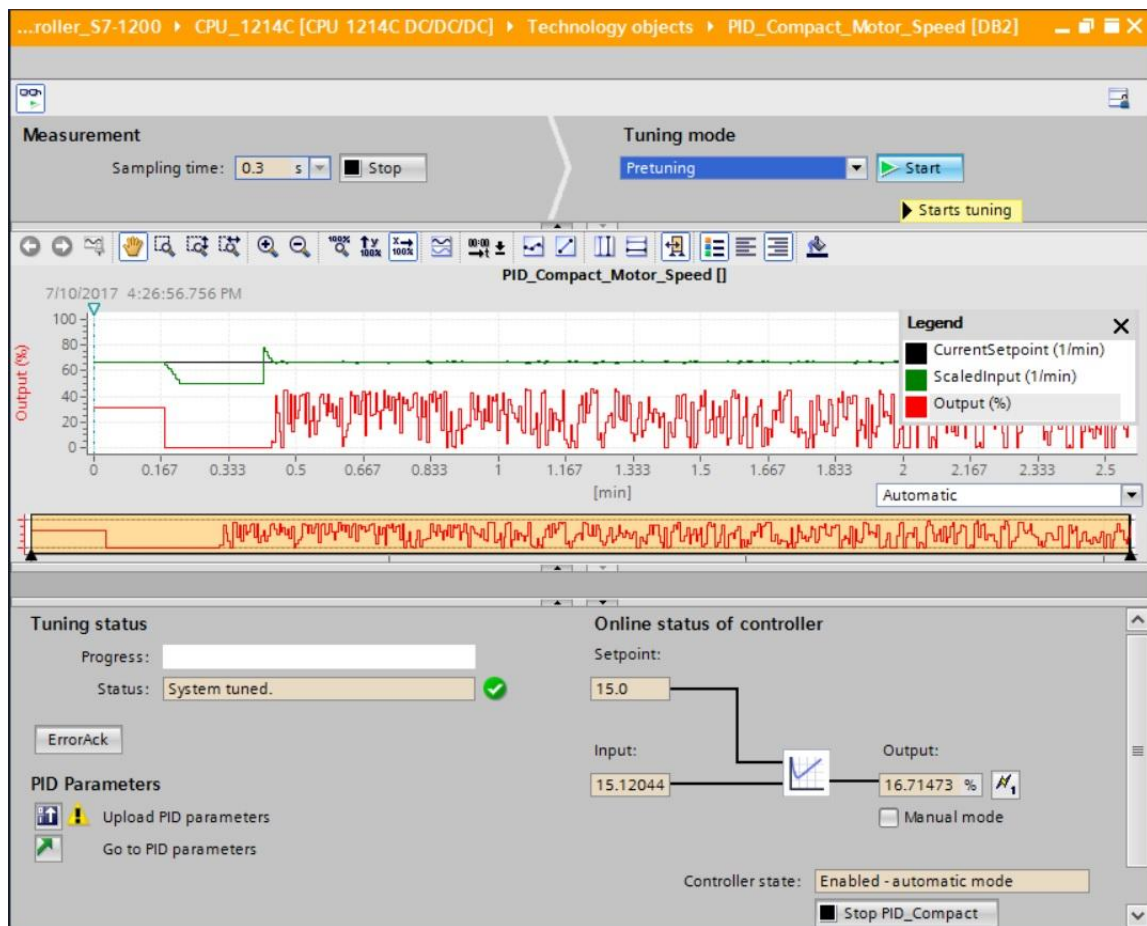 ...roller_S7-1200 ▸ CPU_1214C [CPU 1214C DC/DC/DC] ▸ Technology objects ▸ PID_Compact_Motor_Speed [DB2]
Measurement
Sampling time: 0.3 s Stop
Tuning mode
Pretuning Start
Starts tuning
PID_Compact_Motor_Speed []
7/10/2017 4:26:56.756 PM
Output (%)
100
80
60
40
20
0
0 0.167 0.333 0.5 0.667 0.833 1 1.167 1.333 1.5 1.667 1.833 2 2.167 2.333 2.5
[min]
Legend
CurrentSetpoint (1/min)
ScaledInput (1/min)
Output (%)
Automatic
Tuning status
Progress:
Status: System tuned.
ErrorAck
PID Parameters
Upload PID parameters
Go to PID parameters
Online status of controller
Setpoint:
15.0
Input: Output:
15.12044 16.71473 %
Manual mode
Controller state: Enabled - automatic mode
Stop PID_Compact